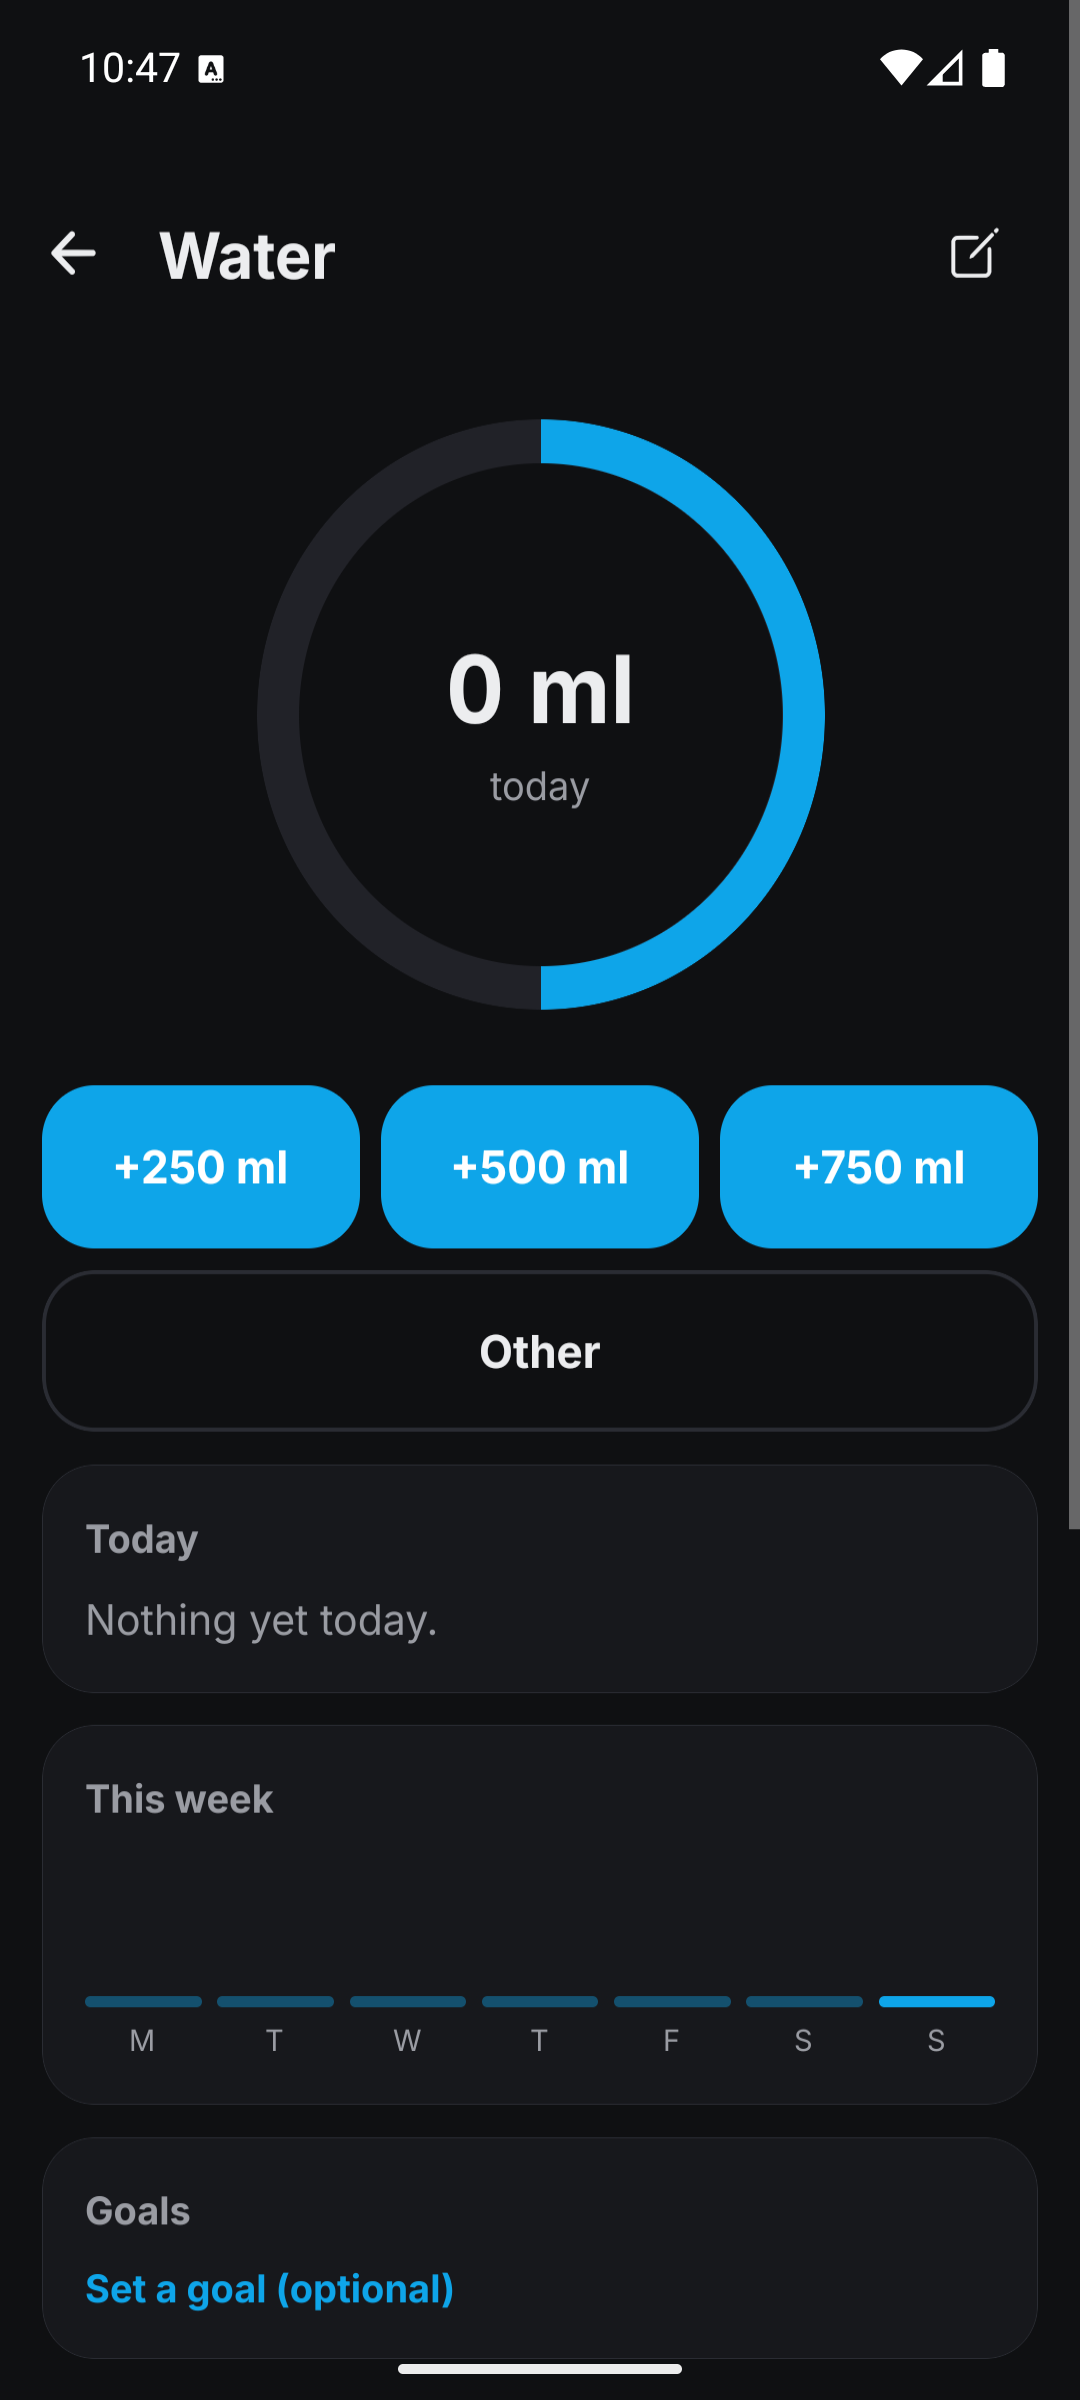 10:47
Water
0 ml
today
+250 ml
+500 ml
+750 ml
Other
Today
Nothing yet today.
This week
M T W T F S S
Goals
Set a goal (optional)